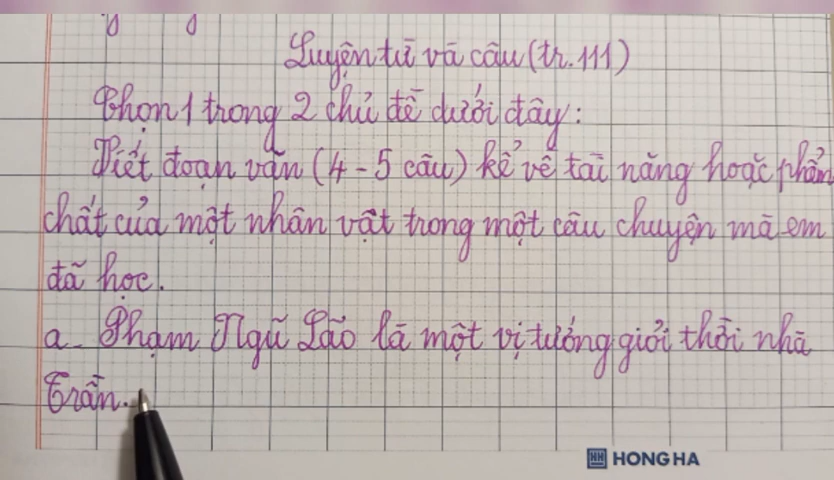 Luyện từ và câu (tr.111)
Chọn 1 trong 2 chủ đề dưới đây:
Viết đoạn văn (4-5 câu) kể về tài năng hoặc phẩm
chất của một nhân vật trong một câu chuyện mà em
đã học.
a. Phạm Ngũ Lão là một vị tướng giỏi thời nhà
Trần.
HH HONG HA